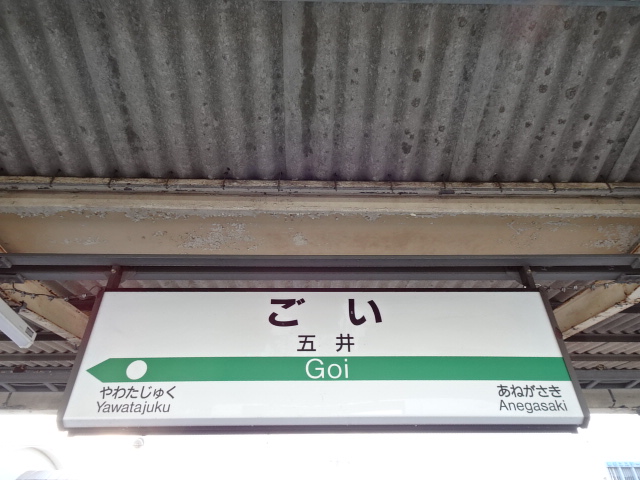 ごい
五井
Goi
やわたじゅく
Yawatajuku
あねがさき
Anegasaki